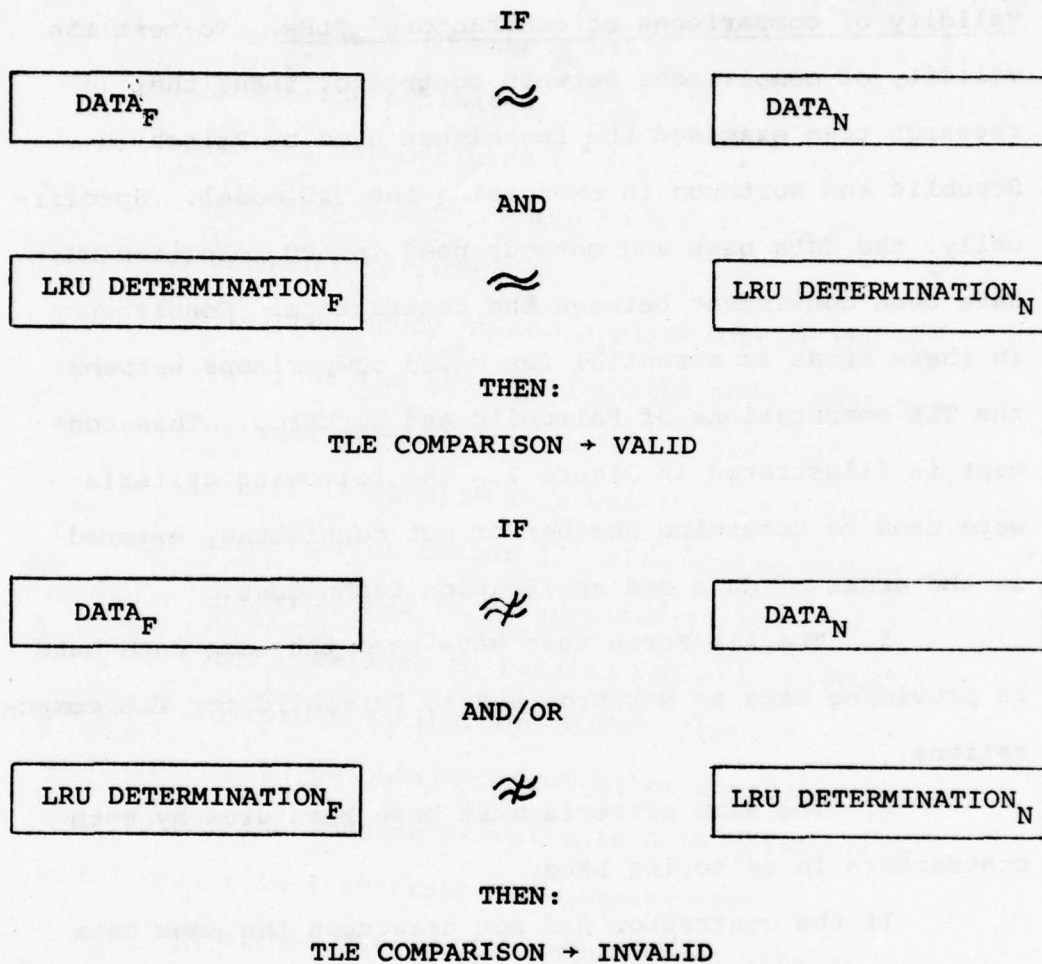 IF
DATA_F ≈ DATA_N
AND
LRU DETERMINATION_F ≈ LRU DETERMINATION_N
THEN:
TLE COMPARISON → VALID
IF
DATA_F ≉ DATA_N
AND/OR
LRU DETERMINATION_F ≉ LRU DETERMINATION_N
THEN:
TLE COMPARISON → INVALID